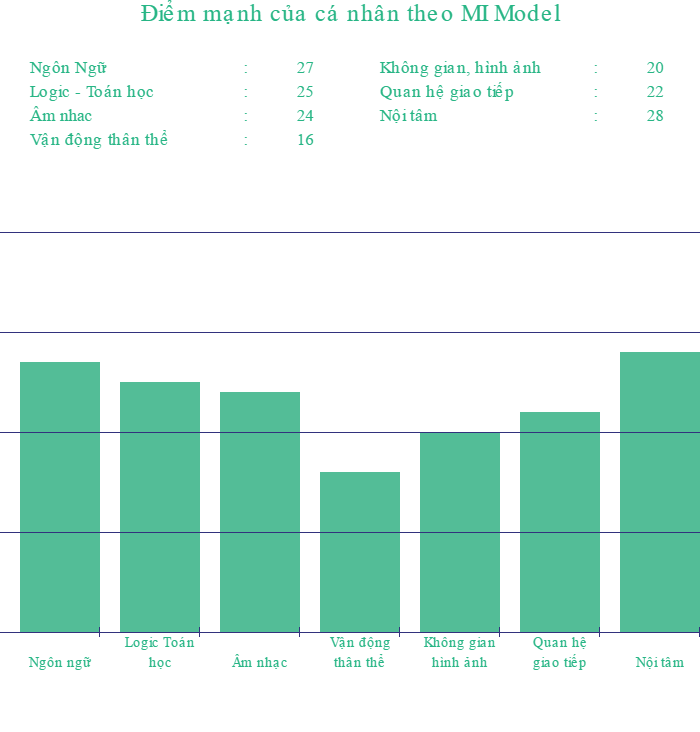 Điểm mạnh của cá nhân theo MI Model
Ngôn Ngữ : 27
Logic - Toán học : 25
Âm nhac : 24
Vận động thân thể : 16
Không gian, hình ảnh : 20
Quan hệ giao tiếp : 22
Nội tâm : 28
Ngôn ngữ
Logic Toán
học
Âm nhạc
Vận động
thân thể
Không gian
hình ảnh
Quan hệ
giao tiếp
Nội tâm